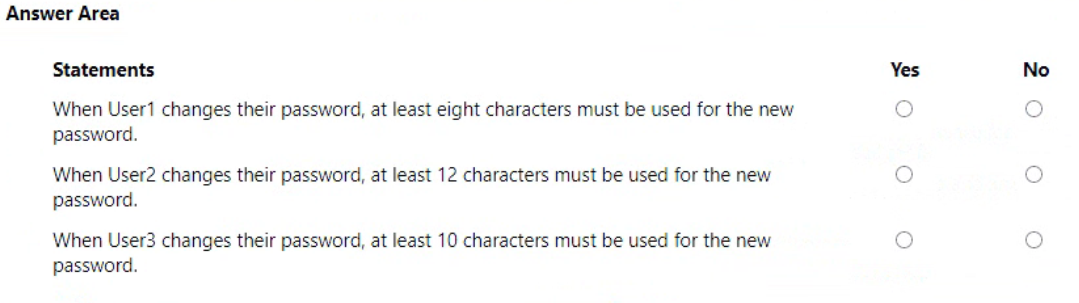 Answer Area
Statements Yes No
When User1 changes their password, at least eight characters must be used for the new
password.
When User2 changes their password, at least 12 characters must be used for the new
password.
When User3 changes their password, at least 10 characters must be used for the new
password.